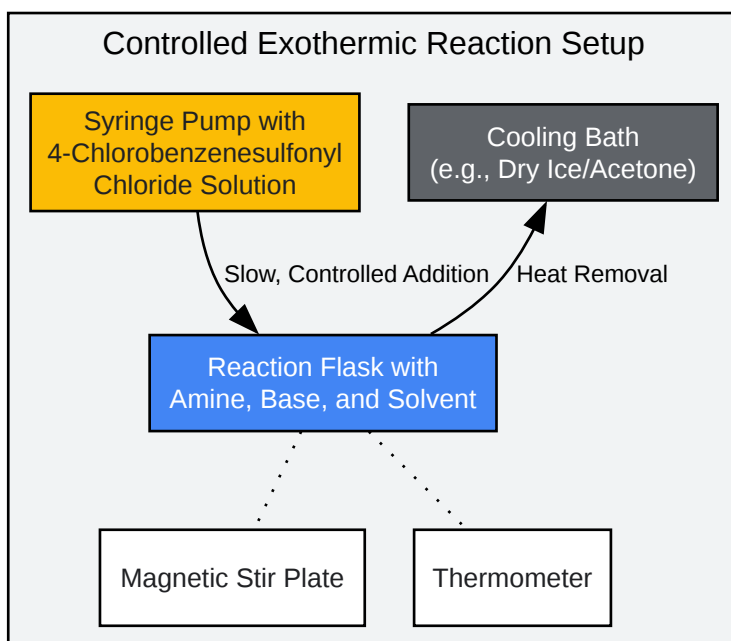 Controlled Exothermic Reaction Setup
Syringe Pump with
4-Chlorobenzenesulfonyl
Chloride Solution
Cooling Bath
(e.g., Dry Ice/Acetone)
Slow, Controlled Addition
Heat Removal
Reaction Flask with
Amine, Base, and Solvent
Magnetic Stir Plate
Thermometer